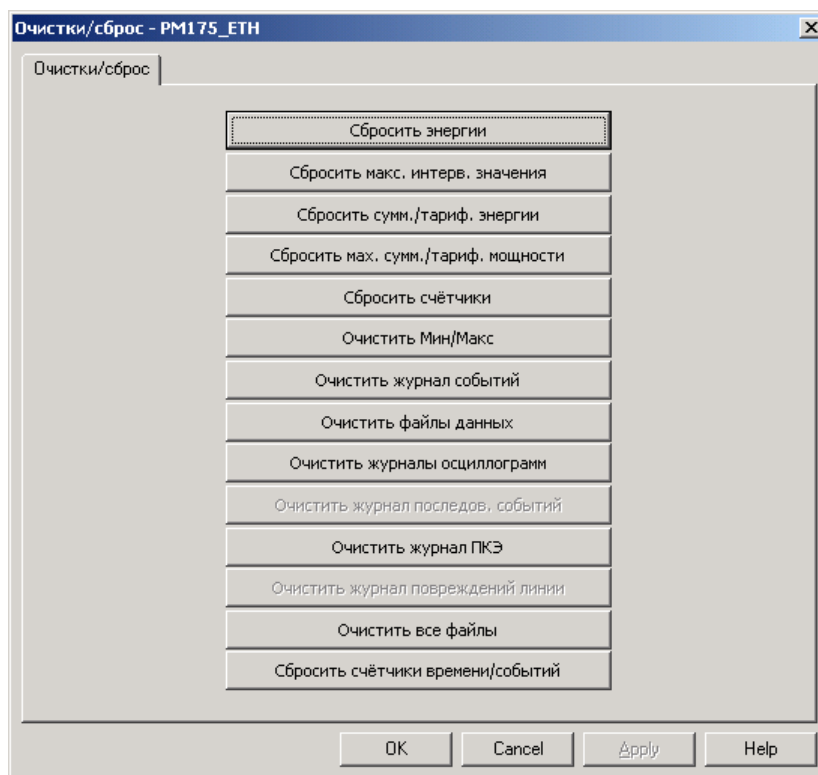 Очистки/сброс - PM175_ETH
Очистки/сброс
Сбросить энергии
Сбросить макс. интерв. значения
Сбросить сумм./тариф. энергии
Сбросить мах. сумм./тариф. мощности
Сбросить счётчики
Очистить Мин/Макс
Очистить журнал событий
Очистить файлы данных
Очистить журналы осциллограмм
Очистить журнал последов. событий
Очистить журнал ПКЭ
Очистить журнал повреждений линии
Очистить все файлы
Сбросить счётчики времени/событий
OK Cancel Apply Help